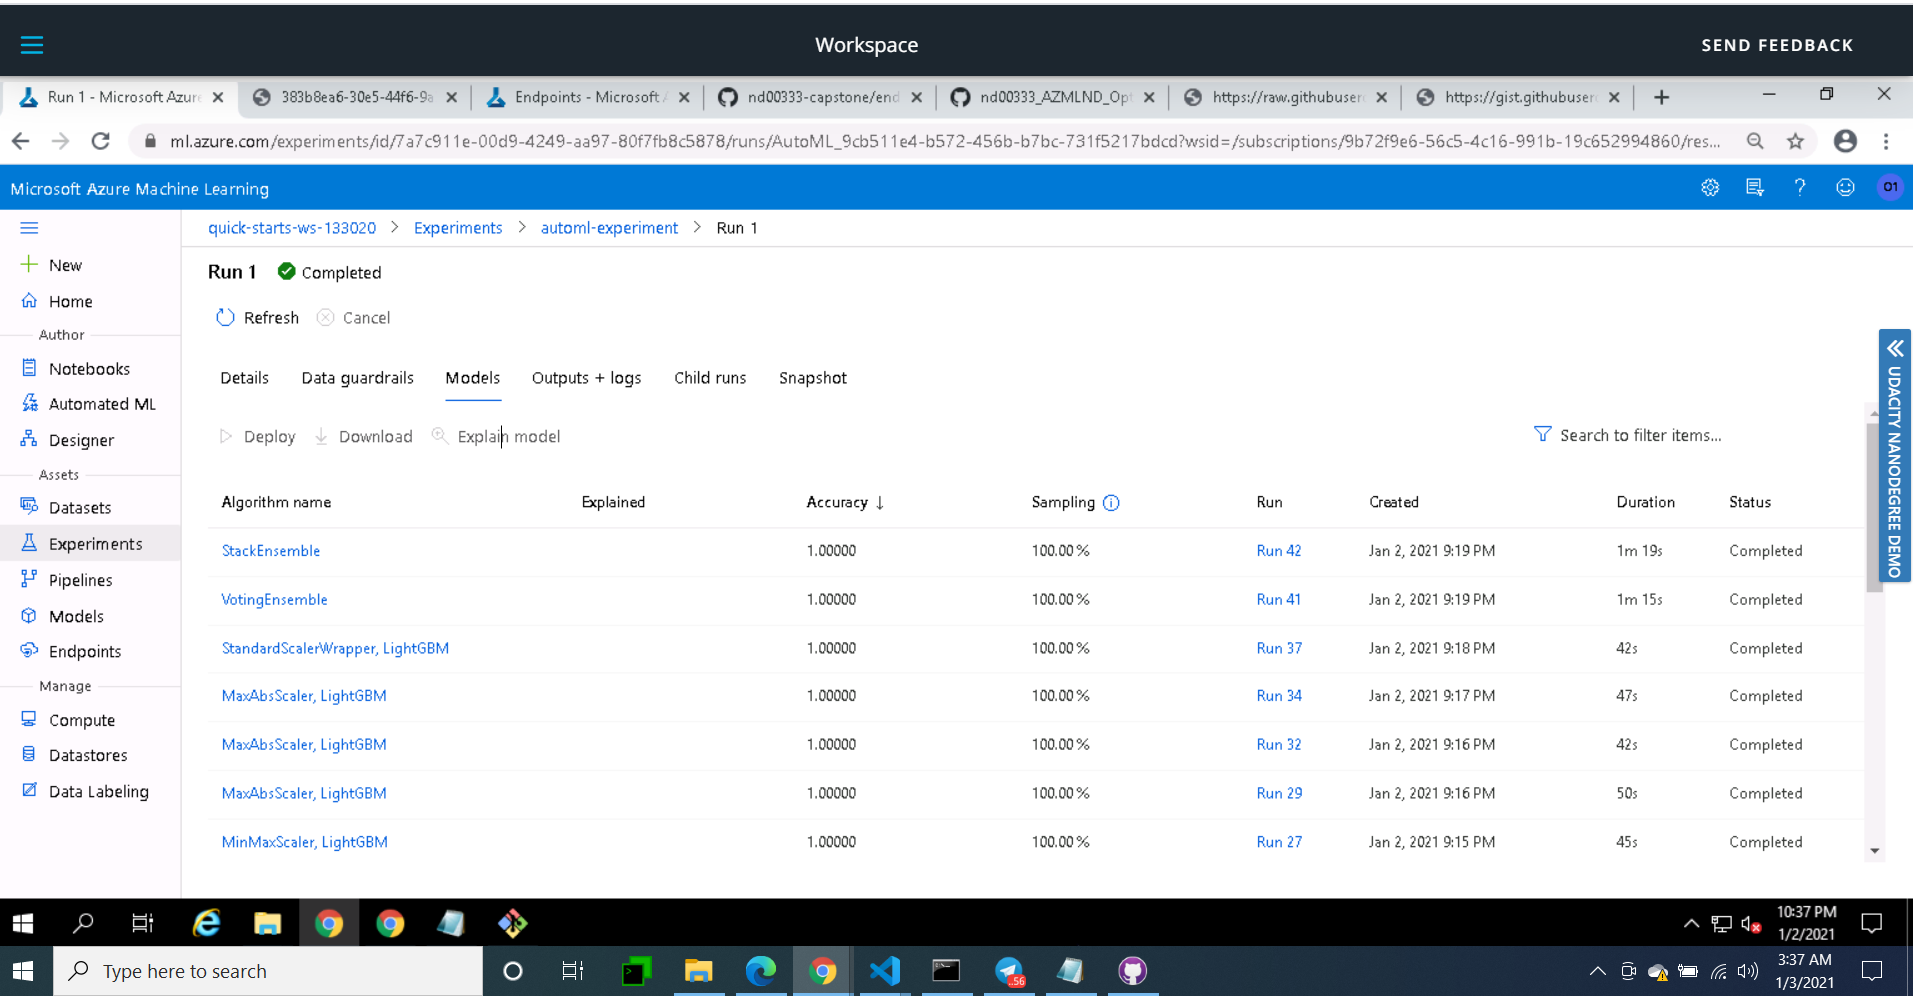 Workspace
SEND FEEDBACK
Run 1 - Microsoft Azure
383b8ea6-30e5-44f6-9a
Endpoints - Microsoft A
nd00333-capstone/end
nd00333_AZMLND_Opt
https://raw.githubuserc
https://gist.githubuserc
ml.azure.com/experiments/id/7a7c911e-00d9-4249-aa97-80f7fb8c5878/runs/AutoML_9cb511e4-b572-456b-b7bc-731f5217bdcd?wsid=/subscriptions/9b72f9e6-56c5-4c16-991b-19c652994860/res...
Microsoft Azure Machine Learning
01
quick-starts-ws-133020 > Experiments > automl-experiment > Run 1
New
Home
Author
Notebooks
Automated ML
Designer
Assets
Datasets
Experiments
Pipelines
Models
Endpoints
Manage
Compute
Datastores
Data Labeling
Run 1 Completed
Refresh Cancel
Details Data guardrails Models Outputs + logs Child runs Snapshot
Deploy Download Explain model Search to filter items...
Algorithm name Explained Accuracy ↓ Sampling Run Created Duration Status
StackEnsemble 1.00000 100.00 % Run 42 Jan 2, 2021 9:19 PM 1m 19s Completed
VotingEnsemble 1.00000 100.00 % Run 41 Jan 2, 2021 9:19 PM 1m 15s Completed
StandardScalerWrapper, LightGBM 1.00000 100.00 % Run 37 Jan 2, 2021 9:18 PM 42s Completed
MaxAbsScaler, LightGBM 1.00000 100.00 % Run 34 Jan 2, 2021 9:17 PM 47s Completed
MaxAbsScaler, LightGBM 1.00000 100.00 % Run 32 Jan 2, 2021 9:16 PM 42s Completed
MaxAbsScaler, LightGBM 1.00000 100.00 % Run 29 Jan 2, 2021 9:16 PM 50s Completed
MinMaxScaler, LightGBM 1.00000 100.00 % Run 27 Jan 2, 2021 9:15 PM 45s Completed
UDACITY NANODEGREE DEMO
10:37 PM
1/2/2021
Type here to search
56
3:37 AM
1/3/2021